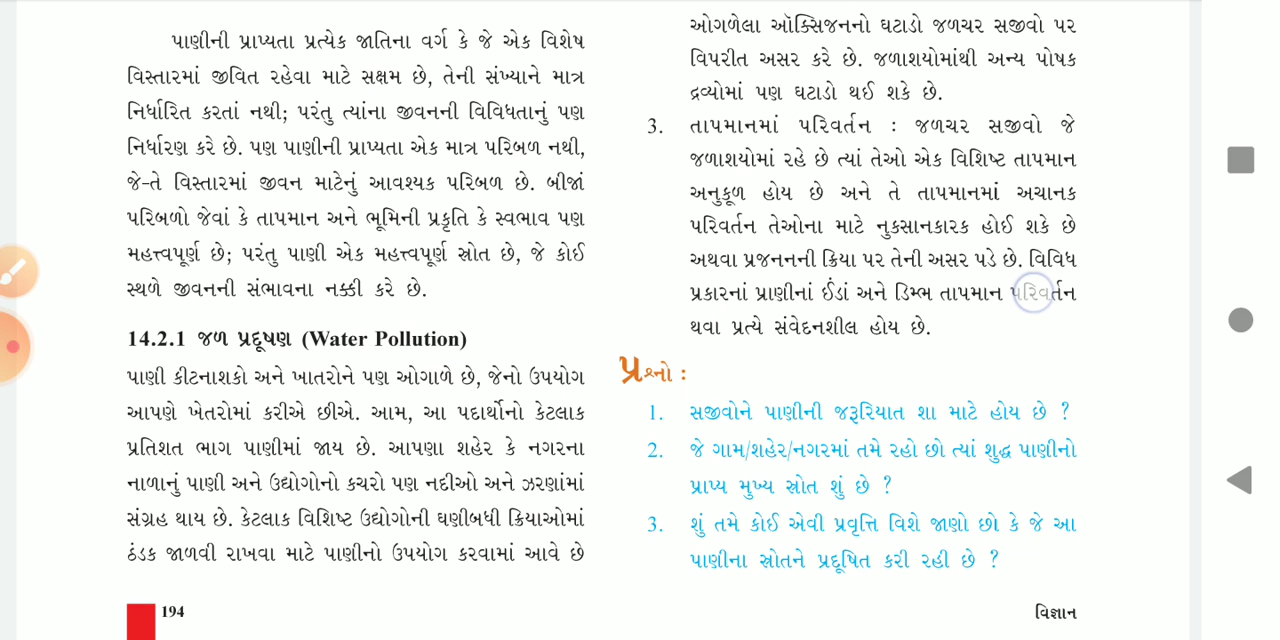 પાણીની પ્રાપ્યતા પ્રત્યેક જાતિના વર્ગ કે જે એક વિશેષ
વિસ્તારમાં જીવિત રહેવા માટે સક્ષમ છે, તેની સંખ્યાને માત્ર
નિર્ધારિત કરતાં નથી; પરંતુ ત્યાંના જીવનની વિવિધતાનું પણ
નિર્ધારણ કરે છે. પણ પાણીની પ્રાપ્યતા એક માત્ર પરિબળ નથી,
જે-તે વિસ્તારમાં જીવન માટેનું આવશ્યક પરિબળ છે. બીજાં
પરિબળો જેવાં કે તાપમાન અને ભૂમિની પ્રકૃતિ કે સ્વભાવ પણ
મહત્ત્વપૂર્ણ છે; પરંતુ પાણી એક મહત્ત્વપૂર્ણ સ્રોત છે, જે કોઈ
સ્થળે જીવનની સંભાવના નક્કી કરે છે.
14.2.1 જળ પ્રદૂષણ (Water Pollution)
પાણી કીટનાશકો અને ખાતરોને પણ ઓગાળે છે, જેનો ઉપયોગ
આપણે ખેતરોમાં કરીએ છીએ. આમ, આ પદાર્થોનો કેટલાક
પ્રતિશત ભાગ પાણીમાં જાય છે. આપણા શહેર કે નગરના
નાળાનું પાણી અને ઉદ્યોગોનો કચરો પણ નદીઓ અને ઝરણાંમાં
સંગ્રહ થાય છે. કેટલાક વિશિષ્ટ ઉદ્યોગોની ઘણીબધી ક્રિયાઓમાં
ઠંડક જાળવી રાખવા માટે પાણીનો ઉપયોગ કરવામાં આવે છે
194
ઓગળેલા ઑક્સિજનનો ઘટાડો જળચર સજીવો પર
વિપરીત અસર કરે છે. જળાશયોમાંથી અન્ય પોષક
દ્રવ્યોમાં પણ ઘટાડો થઈ શકે છે.
3. તાપમાનમાં પરિવર્તન : જળચર સજીવો જે
જળાશયોમાં રહે છે ત્યાં તેઓ એક વિશિષ્ટ તાપમાન
અનુકૂળ હોય છે અને તે તાપમાનમાં અચાનક
પરિવર્તન તેઓના માટે નુકસાનકારક હોઈ શકે છે
અથવા પ્રજનનની ક્રિયા પર તેની અસર પડે છે. વિવિધ
પ્રકારનાં પ્રાણીનાં ઈંડાં અને ડિમ્ભ તાપમાન પરિવર્તન
થવા પ્રત્યે સંવેદનશીલ હોય છે.
પ્રશ્નો :
1. સજીવોને પાણીની જરૂરિયાત શા માટે હોય છે ?
2. જે ગામ/શહેર/નગરમાં તમે રહો છો ત્યાં શુદ્ધ પાણીનો
પ્રાપ્ય મુખ્ય સ્રોત શું છે ?
3. શું તમે કોઈ એવી પ્રવૃત્તિ વિશે જાણો છો કે જે આ
પાણીના સ્રોતને પ્રદૂષિત કરી રહી છે ?
વિજ્ઞાન